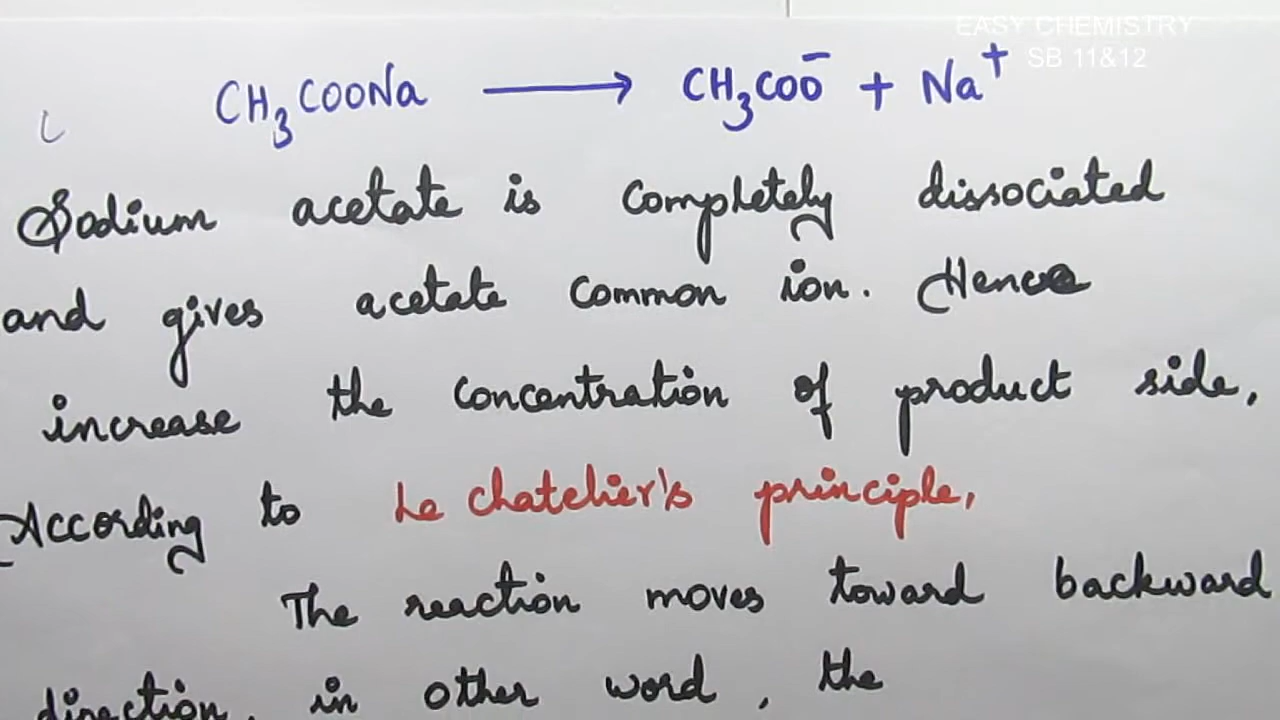 EASY CHEMISTRY
SB 11&12
CH₃COONa ⟶ CH₃COO⁻ + Na⁺
Sodium acetate is completely dissociated
and gives acetate common ion. Hence
increase the concentration of product side,
According to Le chatelier's principle,
The reaction moves toward backward
direction, in other word, the